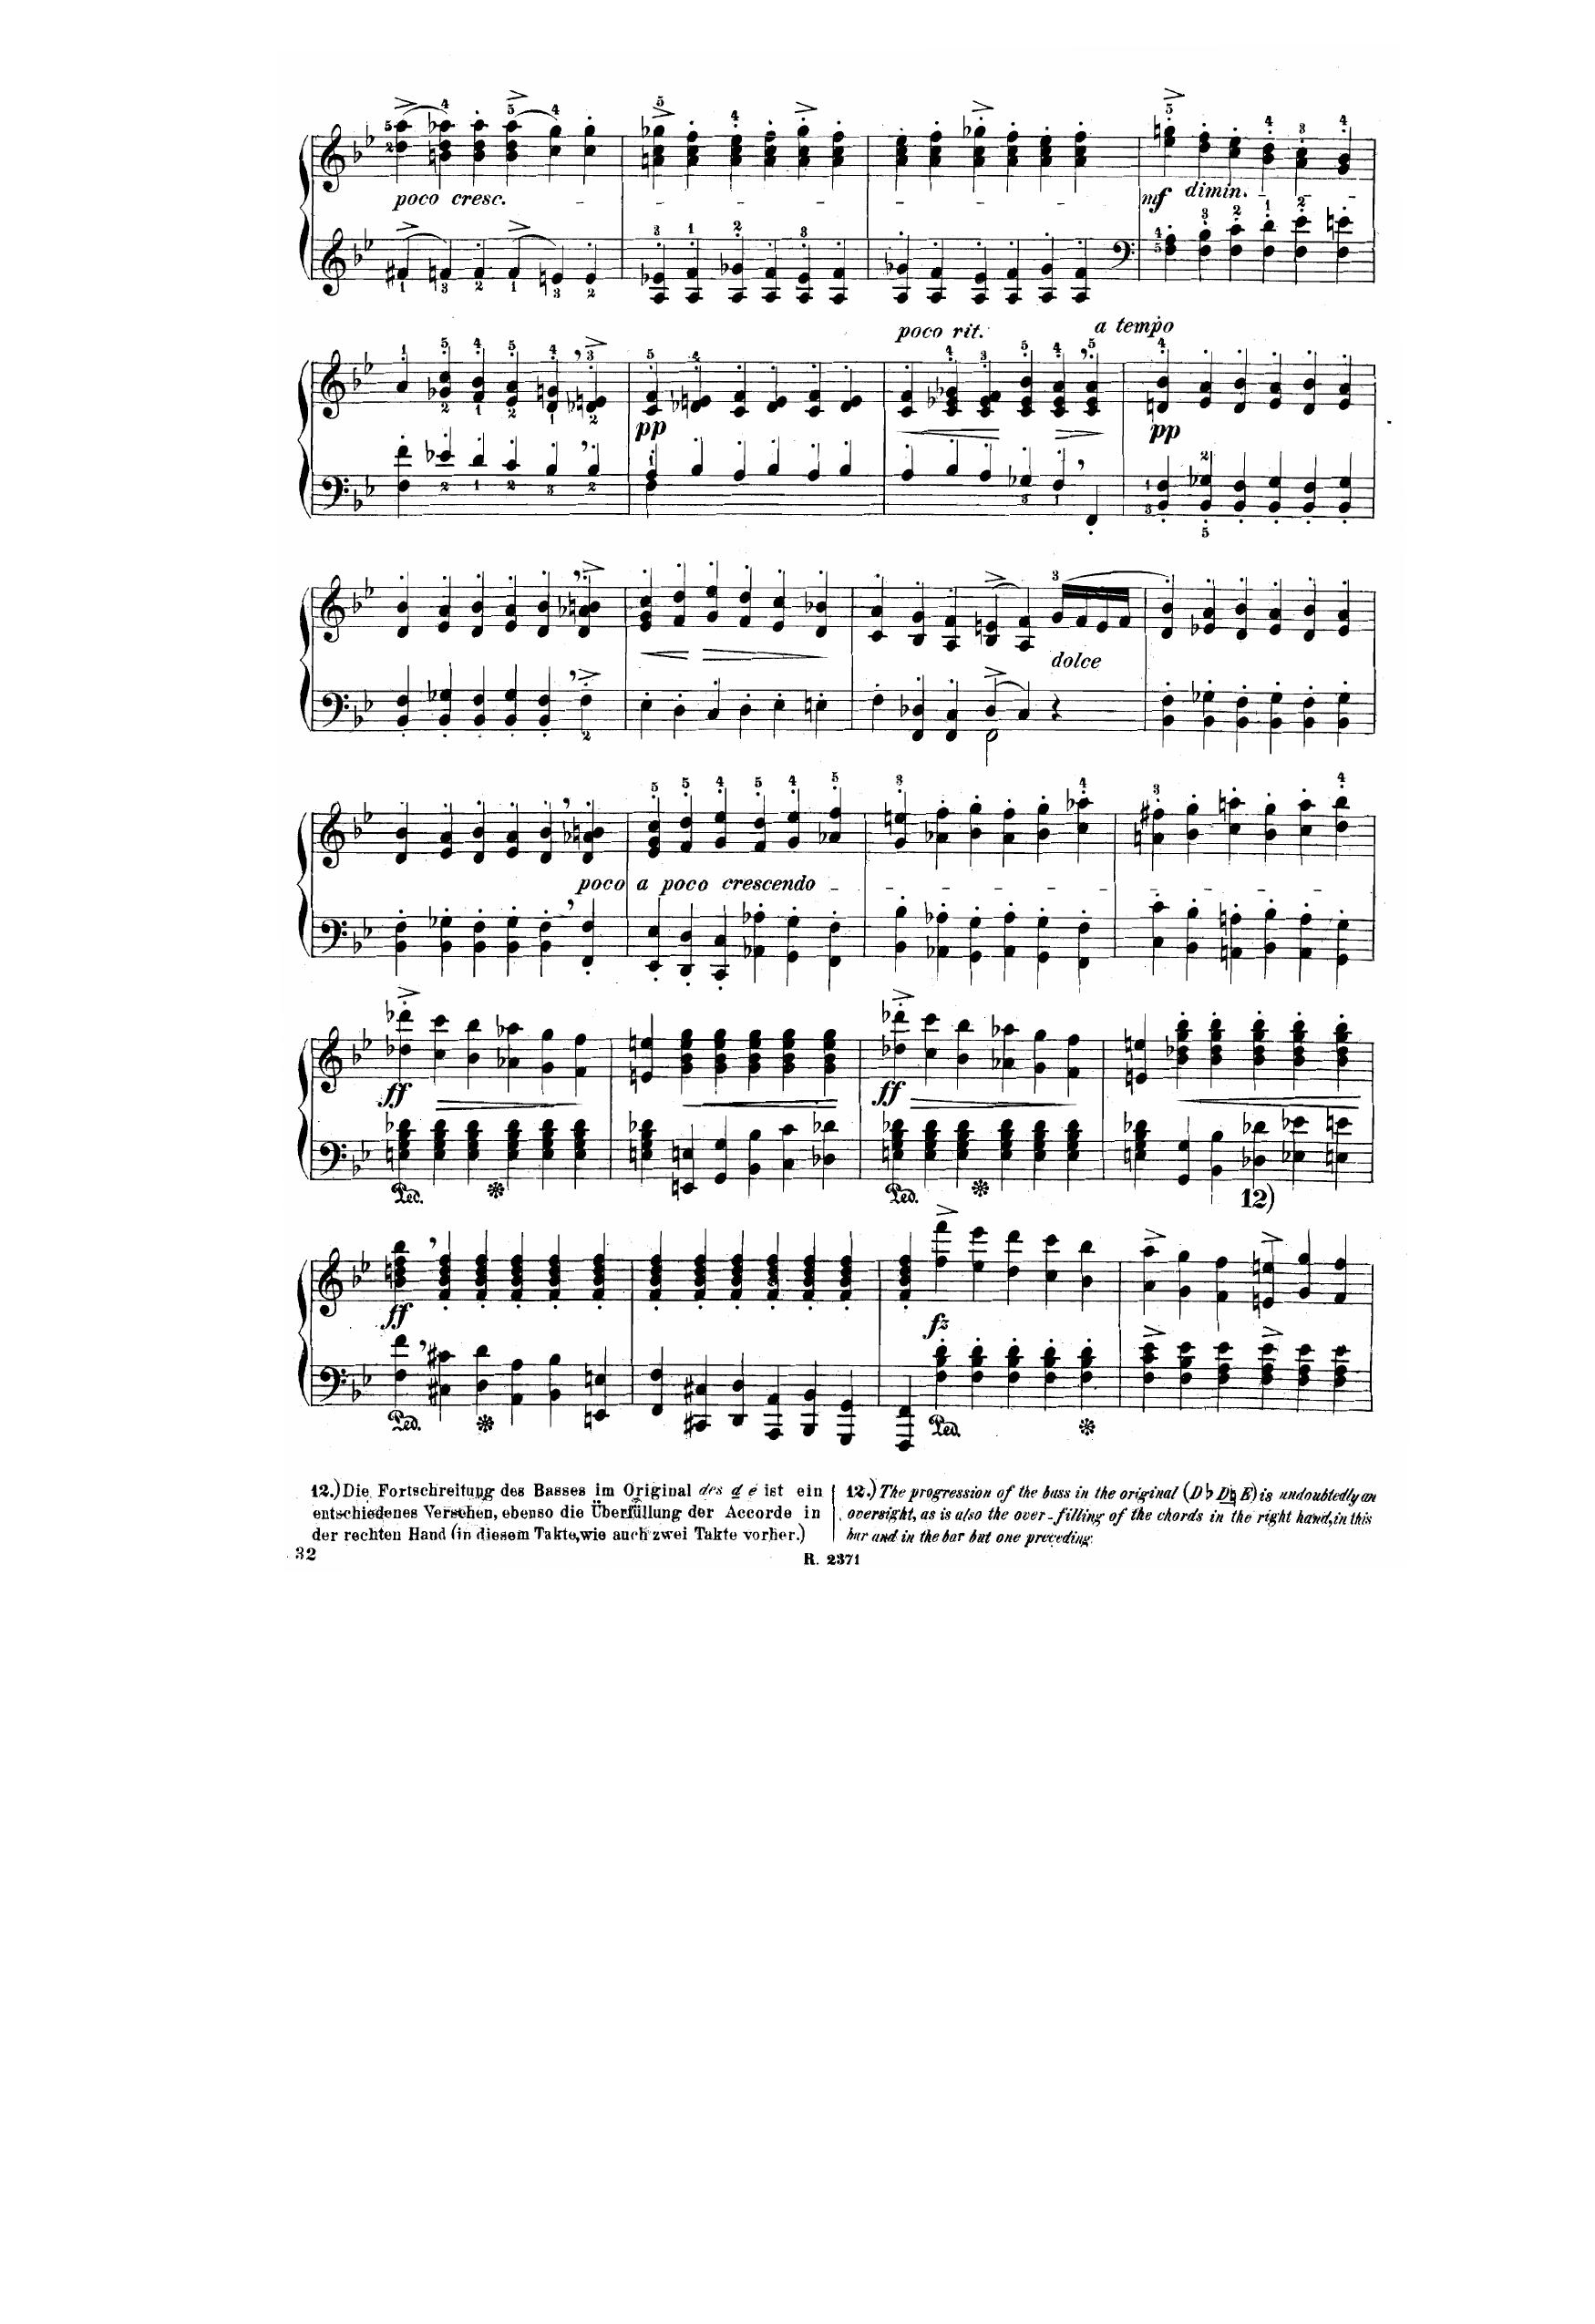 poco cresc.
mf dimin.
poco rit.
a tempo
pp
pp
dolce
poco a poco crescendo
ff
ff
Ped.
Ped.
12)
ff
fz
Ped.
Ped.
12.) Die Fortschreitung des Basses im Original des d e ist ein
entschiedenes Versehen, ebenso die Überfüllung der Accorde in
der rechten Hand (in diesem Takte, wie auch zwei Takte vorher.)
12.) The progression of the bass in the original (D♭ D♮ E) is undoubtedly an
oversight, as is also the over-filling of the chords in the right hand, in this
bar and in the bar but one preceding.
32
R. 2371